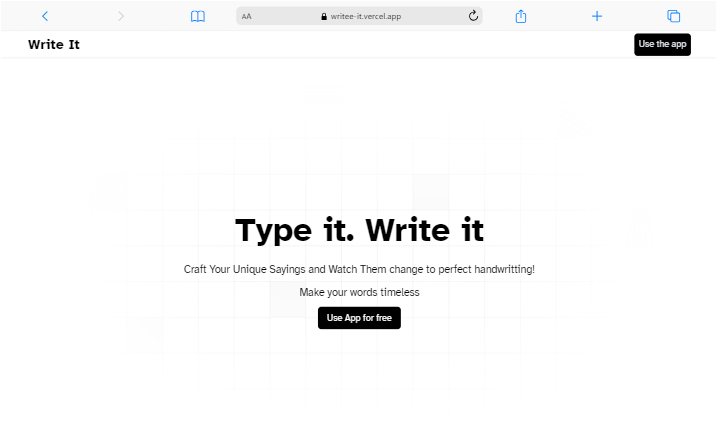 AA writee-it.vercel.app
Write It
Use the app
Type it. Write it
Craft Your Unique Sayings and Watch Them change to perfect handwritting!
Make your words timeless
Use App for free